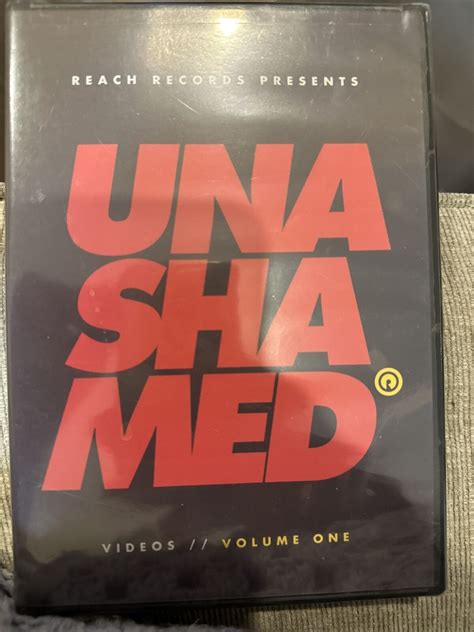 REACH RECORDS PRESENTS
UNA
SHA
MED
VIDEOS // VOLUME ONE